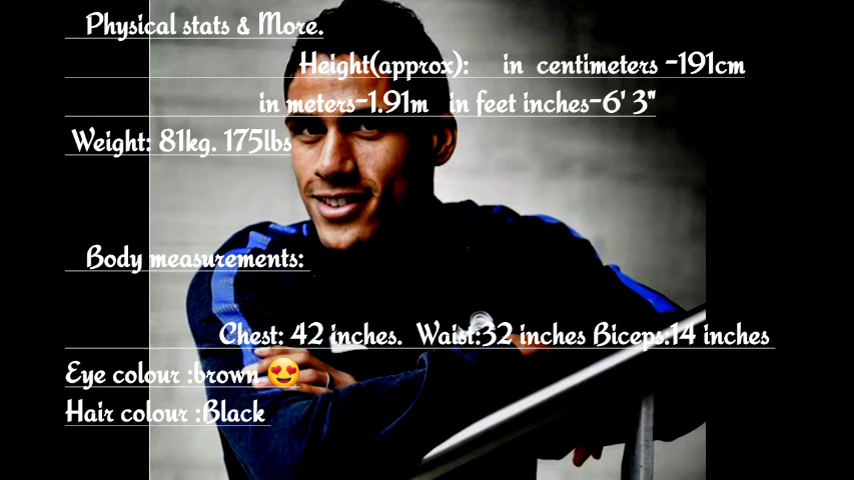 Physical stats & More.
Height(approx): in centimeters -191cm
in meters-1.91m in feet inches-6' 3"
Weight: 81kg. 175lbs
Body measurements:
Chest: 42 inches. Waist:32 inches Biceps:14 inches
Eye colour :brown 😍
Hair colour :Black